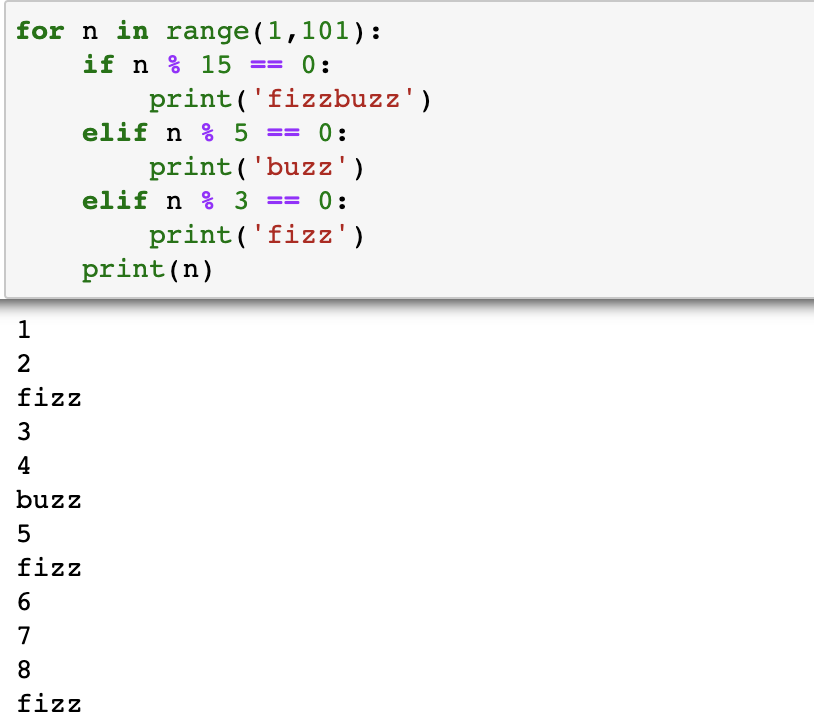 for n in range(1,101):
    if n % 15 == 0:
        print('fizzbuzz')
    elif n % 5 == 0:
        print('buzz')
    elif n % 3 == 0:
        print('fizz')
    print(n)
1
2
fizz
3
4
buzz
5
fizz
6
7
8
fizz